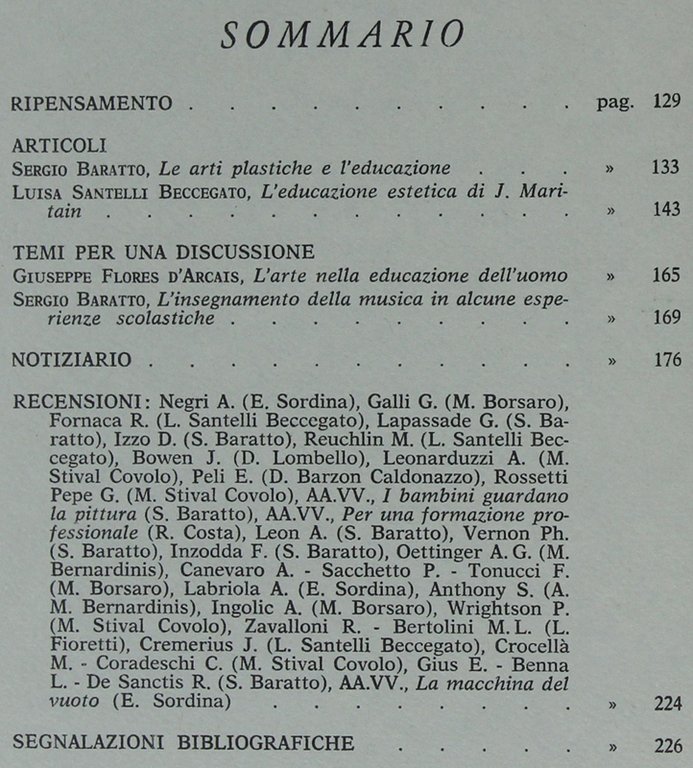 SOMMARIO
RIPENSAMENTO . . . . . . . . . . pag. 129
ARTICOLI
SERGIO BARATTO, Le arti plastiche e l'educazione . . . » 133
LUISA SANTELLI BECCEGATO, L'educazione estetica di J. Mari-
tain . . . . . . . . . . . . » 143
TEMI PER UNA DISCUSSIONE
GIUSEPPE FLORES D'ARCAIS, L'arte nella educazione dell'uomo » 165
SERGIO BARATTO, L'insegnamento della musica in alcune espe-
rienze scolastiche . . . . . . . . . » 169
NOTIZIARIO . . . . . . . . . . . » 176
RECENSIONI: Negri A. (E. Sordina), Galli G. (M. Borsaro),
Fornaca R. (L. Santelli Becccegato), Lapassade G. (S. Ba-
ratto), Izzo D. (S. Baratto), Reuchlin M. (L. Santelli Bec-
cegato), Bowen J. (D. Lombello), Leonarduzzi A. (M.
Stival Covolo), Peli E. (D. Barzon Caldonazzo), Rossetti
Pepe G. (M. Stival Covolo), AA.VV., I bambini guardano
la pittura (S. Baratto), AA.VV., Per una formazione pro-
fessionale (R. Costa), Leon A. (S. Baratto), Vernon Ph.
(S. Baratto), Inzodda F. (S. Baratto), Oettinger A. G. (M.
Bernardinis), Canevaro A. - Sacchetto P. - Tonucci F.
(M. Borsaro), Labriola A. (E. Sordina), Anthony S. (A.
M. Bernardinis), Ingolic A. (M. Borsaro), Wrightson P.
(M. Stival Covolo), Zavalloni R. - Bertolini M. L. (L.
Fioretti), Cremerius J. (L. Santelli Beccegato), Crocellà
M. - Coradeschi C. (M. Stival Covolo), Gius E. - Benna
L. - De Sanctis R. (S. Baratto), AA.VV., La macchina del
vuoto (E. Sordina) . . . . . . . . » 224
SEGNALAZIONI BIBLIOGRAFICHE . . . . . » 226